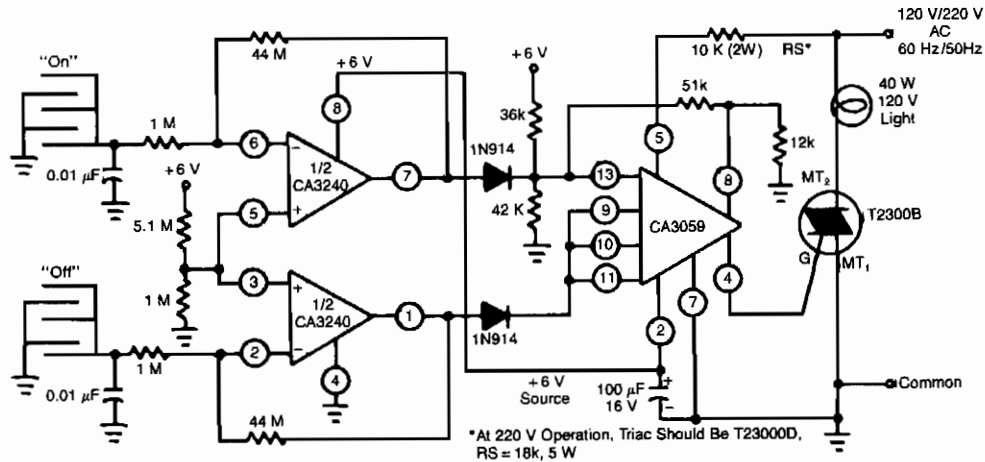 120 V/220 V
AC
60 Hz/50Hz
10 K (2W)
RS*
44 M
+6 V
"On"
+6 V
8
5
51k
40 W
120 V
Light
36k
1 M
6
−
1/2
CA3240
7
1N914
12k
0.01 µF
+6 V
13
8
MT2
5
+
42 K
9
CA3059
T2300B
5.1 M
10
G
MT1
"Off"
3
+
11
4
1 M
1/2
CA3240
1
7
1N914
2
2
−
1 M
4
+6 V
Source
100 µF
16 V
+
−
Common
0.01 µF
44 M
*At 220 V Operation, Triac Should Be T23000D,
RS = 18k, 5 W